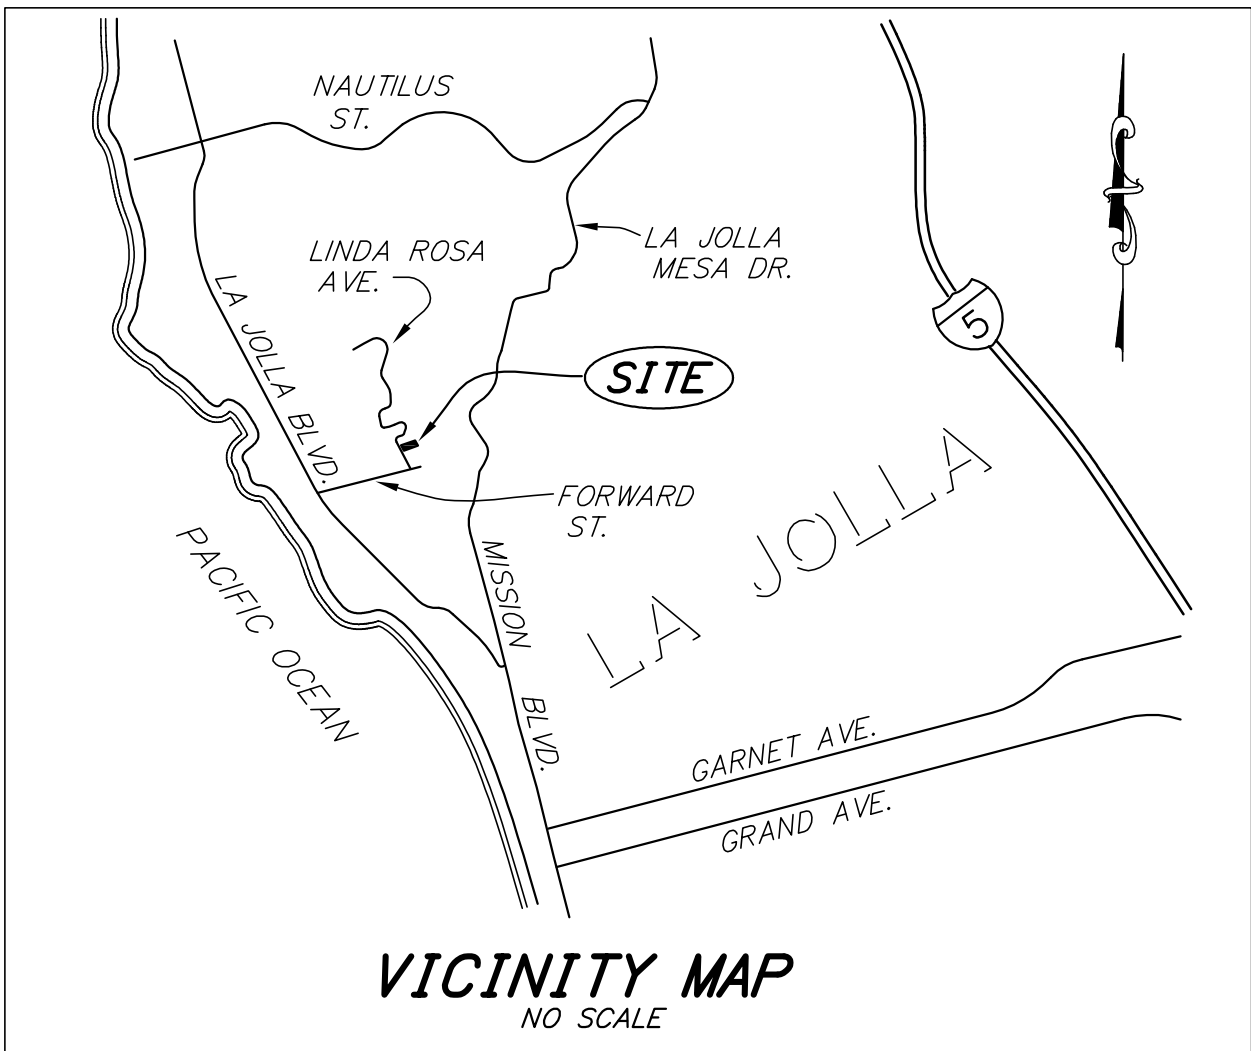 NAUTILUS
ST.
LINDA ROSA
AVE.
LA JOLLA
MESA DR.
LA JOLLA BLVD.
5
SITE
FORWARD
ST.
PACIFIC OCEAN
MISSION BLVD.
LA JOLLA
GARNET AVE.
GRAND AVE.
VICINITY MAP
NO SCALE